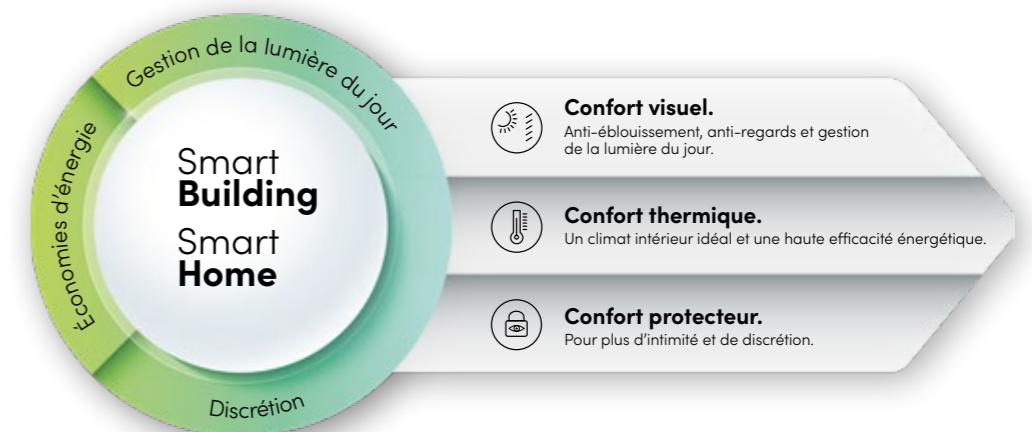 Gestion de la lumière du jour
Économies d'énergie
Discrétion
Smart
Building
Smart
Home
Confort visuel.
Anti-éblouissement, anti-regards et gestion
de la lumière du jour.
Confort thermique.
Un climat intérieur idéal et une haute efficacité énergétique.
Confort protecteur.
Pour plus d'intimité et de discrétion.